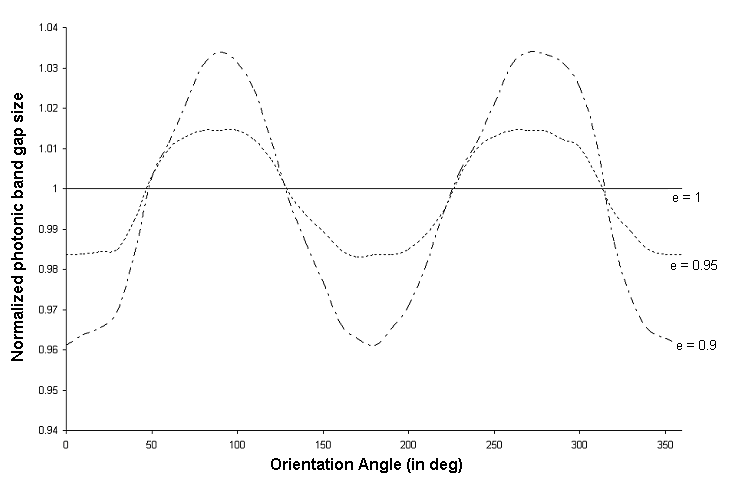 1.04
1.03
1.02
1.01
1
0.99
0.98
0.97
0.96
0.95
0.94
Normalized photonic band gap size
e = 1
e = 0.95
e = 0.9
0 50 100 150 200 250 300 350
Orientation Angle (in deg)